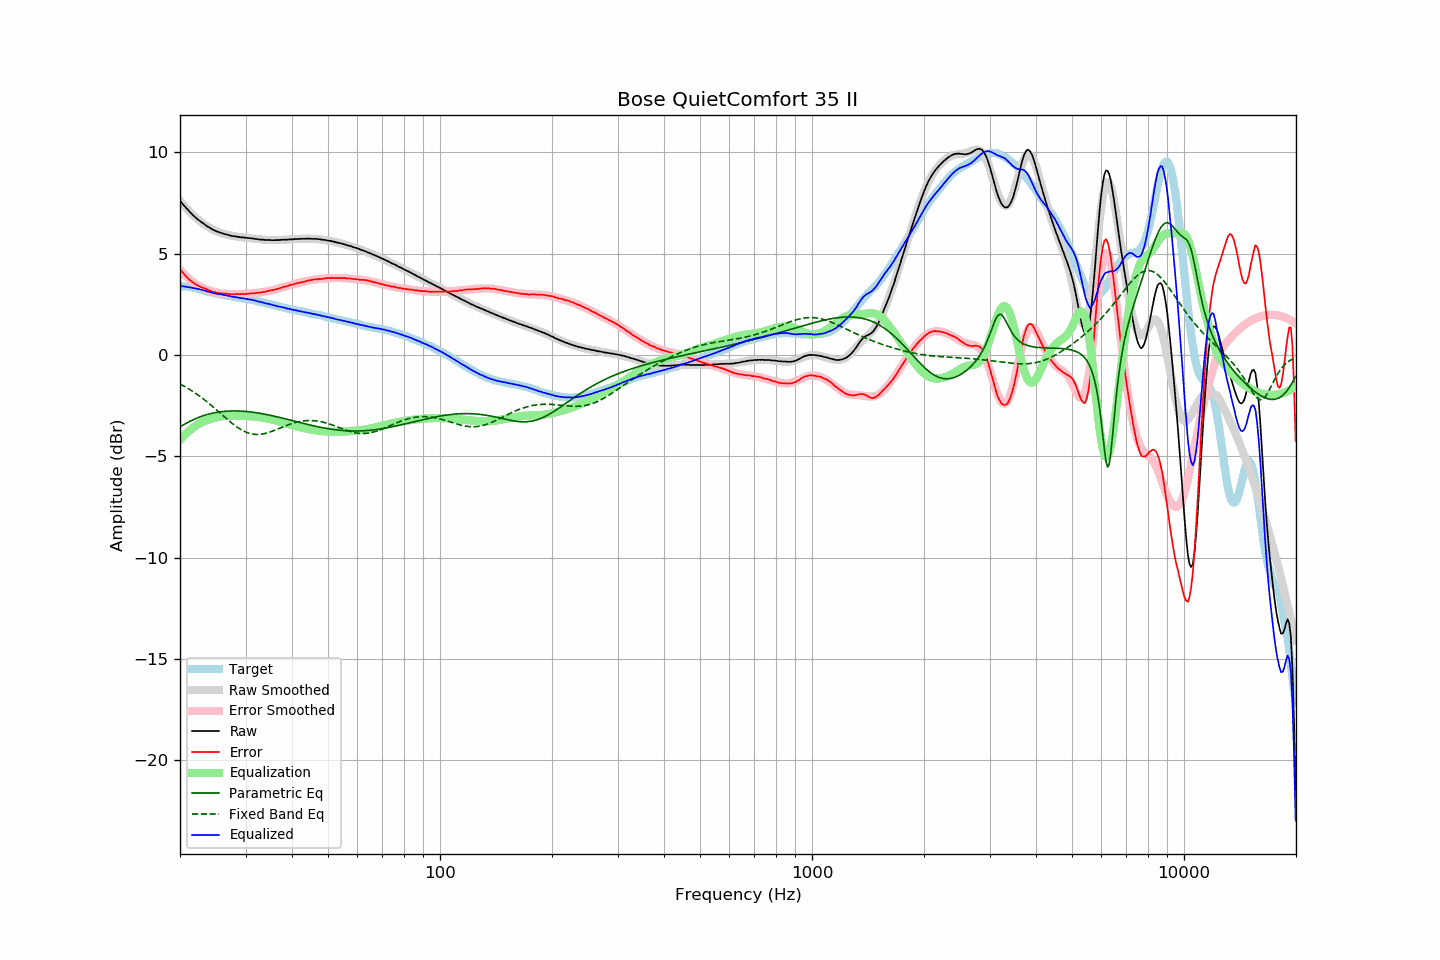 Bose QuietComfort 35 II
10
5
0
−5
−10
−15
−20
Amplitude (dBr)
Target
Raw Smoothed
Error Smoothed
Raw
Error
Equalization
Parametric Eq
Fixed Band Eq
Equalized
100 1000 10000
Frequency (Hz)